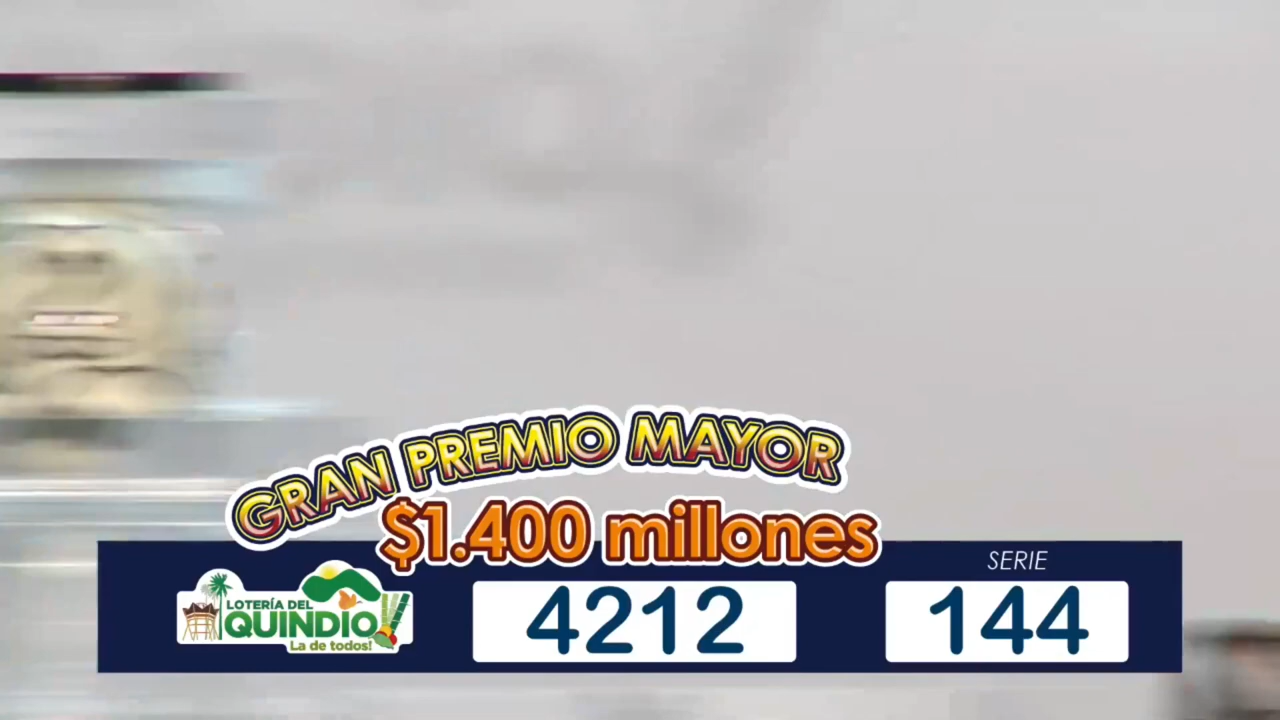 GRAN PREMIO MAYOR
$1.400 millones
SERIE
LOTERÍA DEL
QUINDIO
La de todos!
4212
144